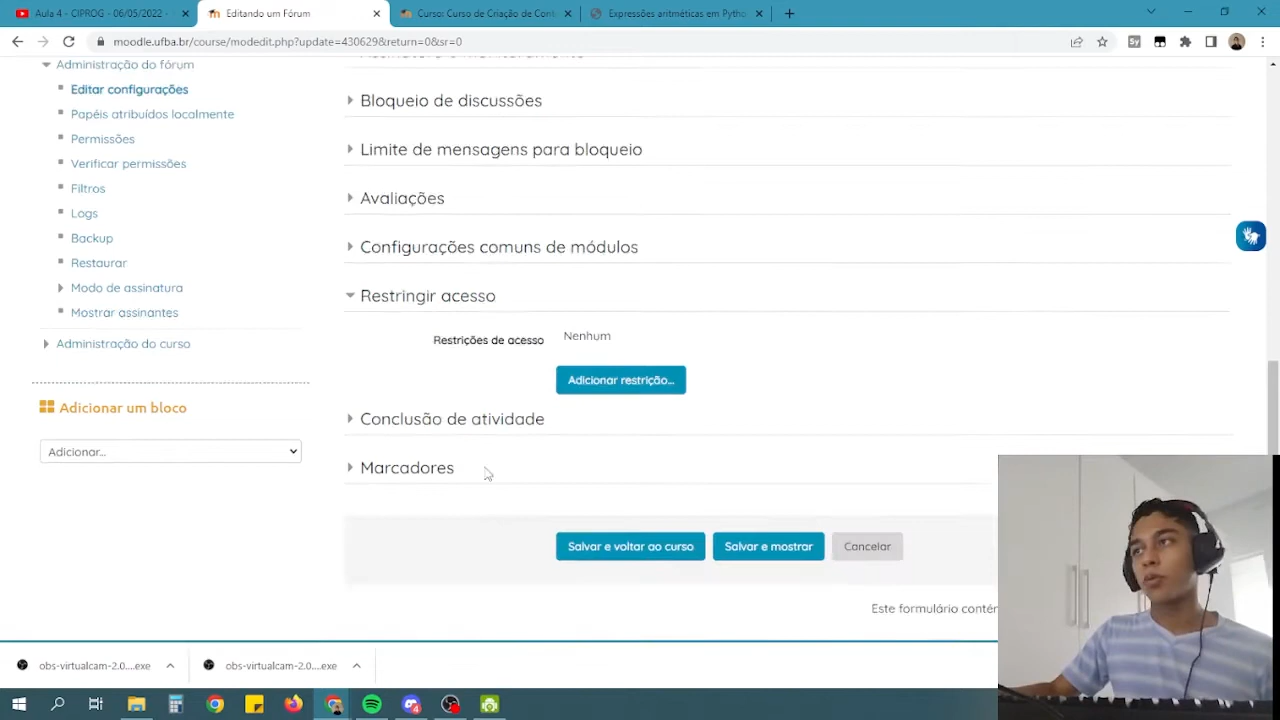 Aula 4 - CIPROG - 06/05/2022 -
Editando um Fórum
Curso: Curso de Criação de Cont
Expressões aritméticas em Pytho
moodle.ufba.br/course/modedit.php?update=430629&return=0&sr=0
Administração do fórum
Editar configurações
Papéis atribuídos localmente
Permissões
Verificar permissões
Filtros
Logs
Backup
Restaurar
Modo de assinatura
Mostrar assinantes
Administração do curso
Adicionar um bloco
Adicionar...
Bloqueio de discussões
Limite de mensagens para bloqueio
Avaliações
Configurações comuns de módulos
Restringir acesso
Restrições de acesso Nenhum
Adicionar restrição...
Conclusão de atividade
Marcadores
Salvar e voltar ao curso Salvar e mostrar Cancelar
Este formulário contém
obs-virtualcam-2.0....exe obs-virtualcam-2.0....exe